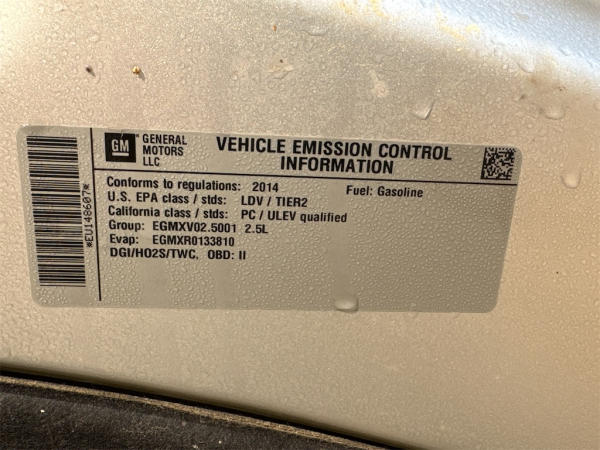 GM
GENERAL
MOTORS
LLC
VEHICLE EMISSION CONTROL
INFORMATION
Conforms to regulations: 2014 Fuel: Gasoline
U.S. EPA class / stds: LDV / TIER2
California class / stds: PC / ULEV qualified
Group: EGMXV02.5001 2.5L
Evap: EGMXR0133810
DGI/HO2S/TWC, OBD: II
*EU148607*